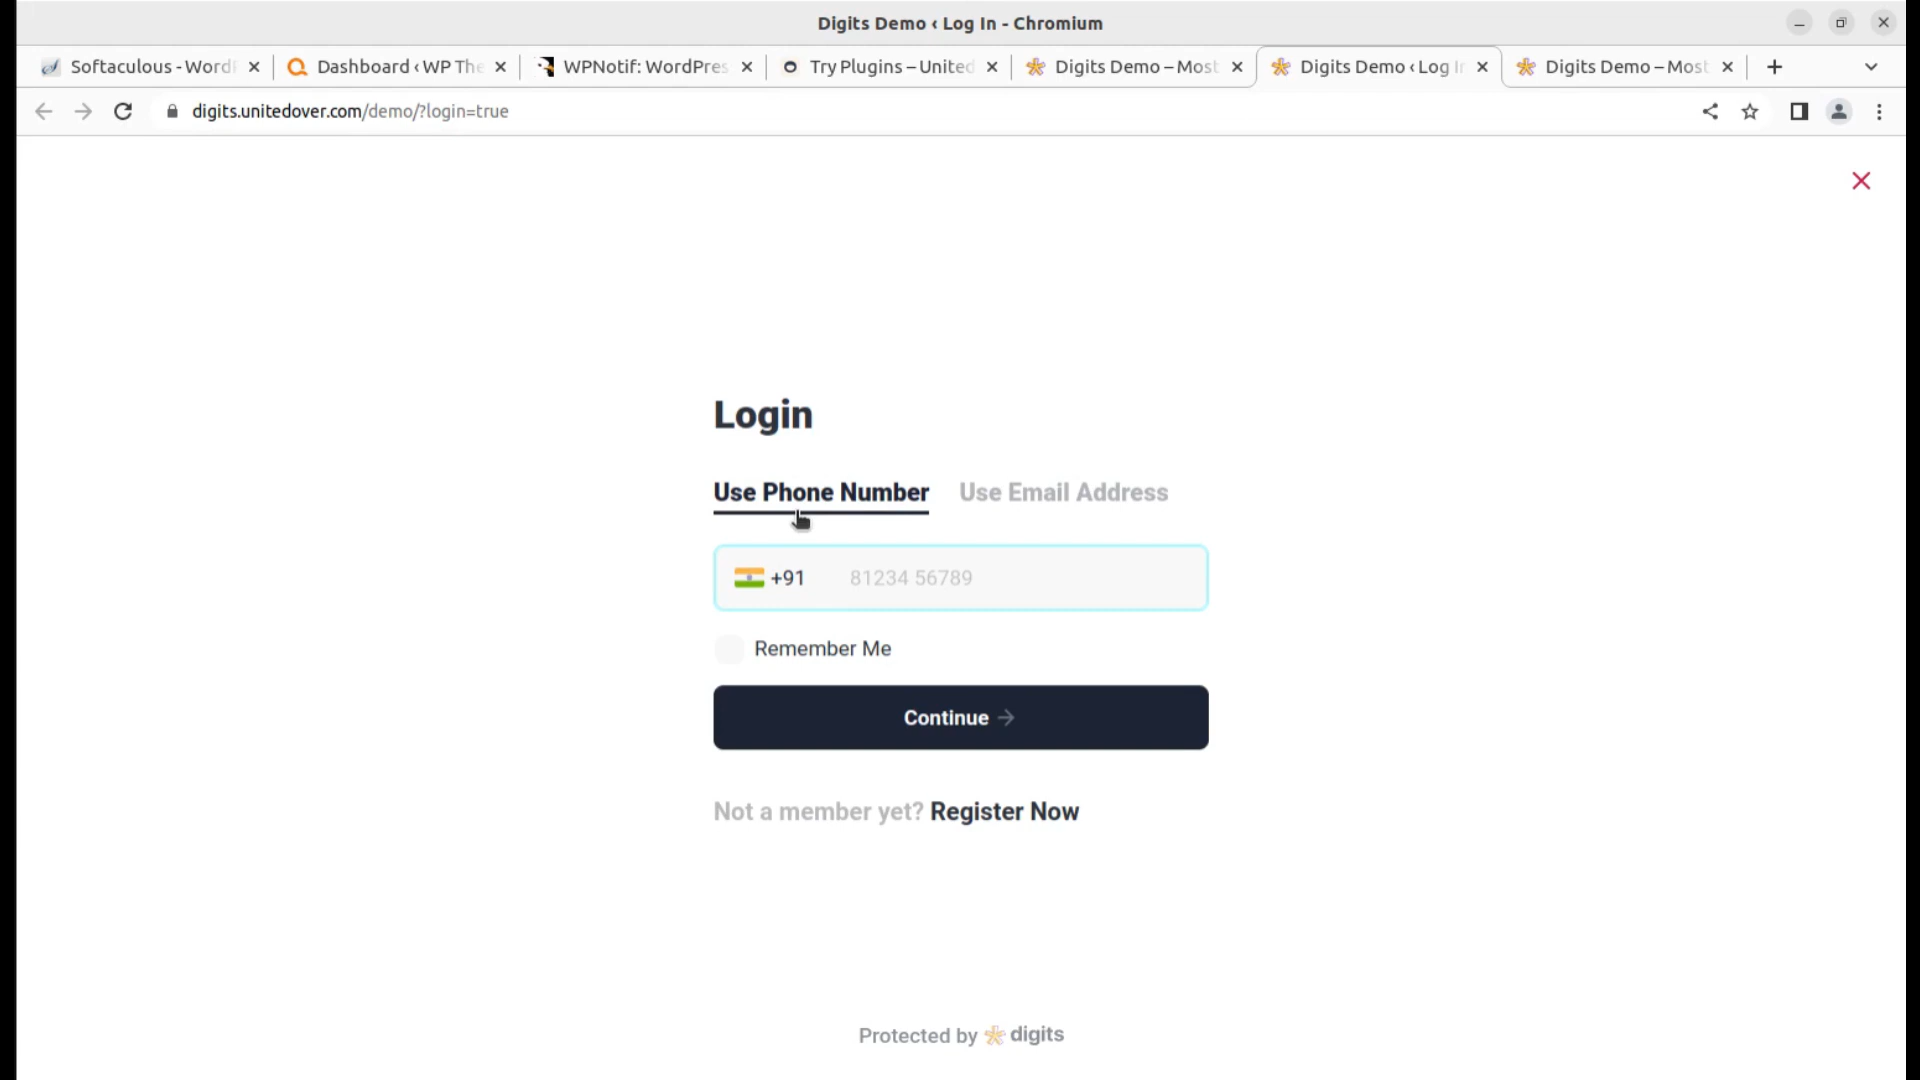 Digits Demo ‹ Log In - Chromium
Softaculous - WordP
Dashboard ‹ WP The
WPNotif: WordPres
Try Plugins – United
Digits Demo – Most
Digits Demo ‹ Log In
Digits Demo – Most
digits.unitedover.com/demo/?login=true
Login
Use Phone Number
Use Email Address
+91
81234 56789
Remember Me
Continue →
Not a member yet? Register Now
Protected by digits